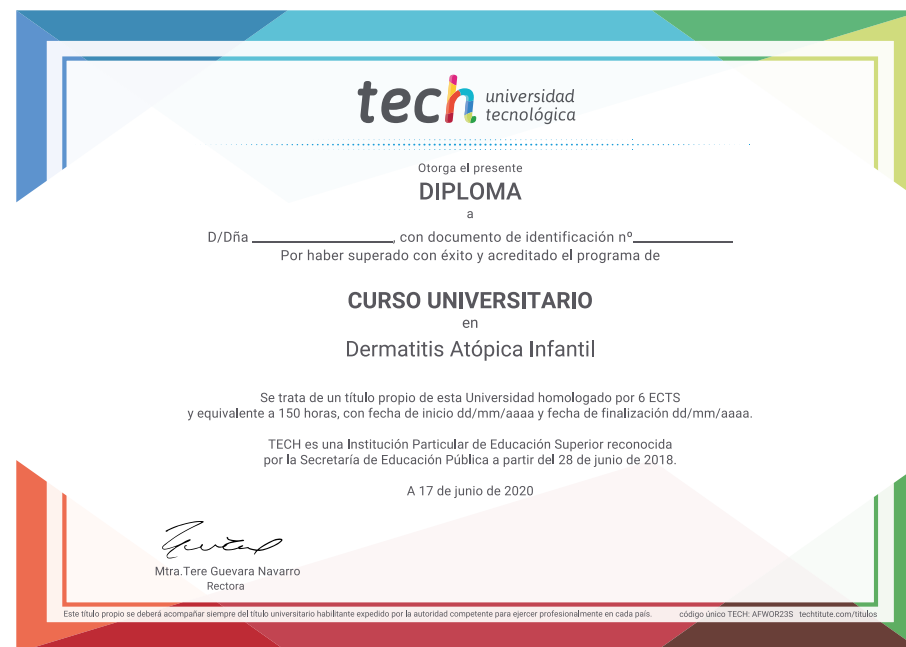 tech universidad
tecnológica
Otorga el presente
DIPLOMA
a
D/Dña ____________________, con documento de identificación nº______________
Por haber superado con éxito y acreditado el programa de
CURSO UNIVERSITARIO
en
Dermatitis Atópica Infantil
Se trata de un título propio de esta Universidad homologado por 6 ECTS
y equivalente a 150 horas, con fecha de inicio dd/mm/aaaa y fecha de finalización dd/mm/aaaa.
TECH es una Institución Particular de Educación Superior reconocida
por la Secretaría de Educación Pública a partir del 28 de junio de 2018.
A 17 de junio de 2020
Mtra.Tere Guevara Navarro
Rectora
Este título propio se deberá acompañar siempre del título universitario habilitante expedido por la autoridad competente para ejercer profesionalmente en cada país. código único TECH: AFWOR23S techtitute.com/títulos